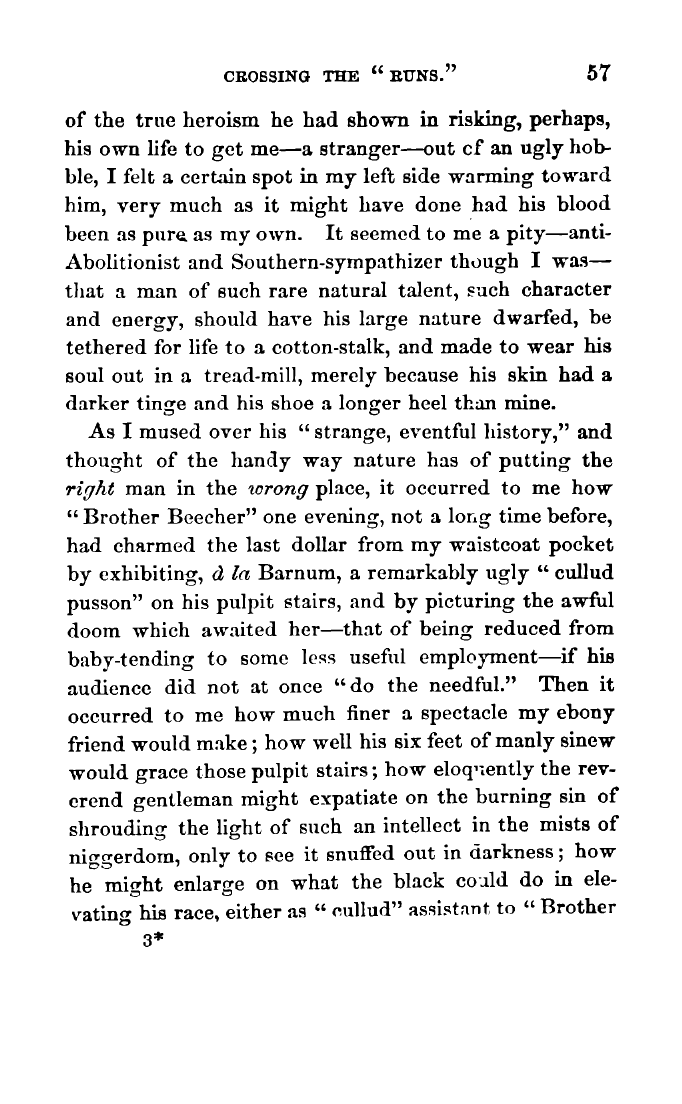 CROSSING THE “ RUNS.” 57
of the true heroism he had shown in risking, perhaps,
his own life to get me—a stranger—out cf an ugly hob-
ble, I felt a certain spot in my left side warming toward
him, very much as it might have done had his blood
been as pure as my own. It seemed to me a pity—anti-
Abolitionist and Southern-sympathizer though I was—
that a man of such rare natural talent, such character
and energy, should have his large nature dwarfed, be
tethered for life to a cotton-stalk, and made to wear his
soul out in a tread-mill, merely because his skin had a
darker tinge and his shoe a longer heel than mine.
As I mused over his “ strange, eventful history,” and
thought of the handy way nature has of putting the
right man in the wrong place, it occurred to me how
“ Brother Beecher” one evening, not a long time before,
had charmed the last dollar from my waistcoat pocket
by exhibiting, à la Barnum, a remarkably ugly “ cullud
pusson” on his pulpit stairs, and by picturing the awful
doom which awaited her—that of being reduced from
baby-tending to some less useful employment—if his
audience did not at once “do the needful.” Then it
occurred to me how much finer a spectacle my ebony
friend would make ; how well his six feet of manly sinew
would grace those pulpit stairs ; how eloquently the rev-
erend gentleman might expatiate on the burning sin of
shrouding the light of such an intellect in the mists of
niggerdom, only to see it snuffed out in darkness ; how
he might enlarge on what the black could do in ele-
vating his race, either as “ cullud” assistant to “ Brother
3*